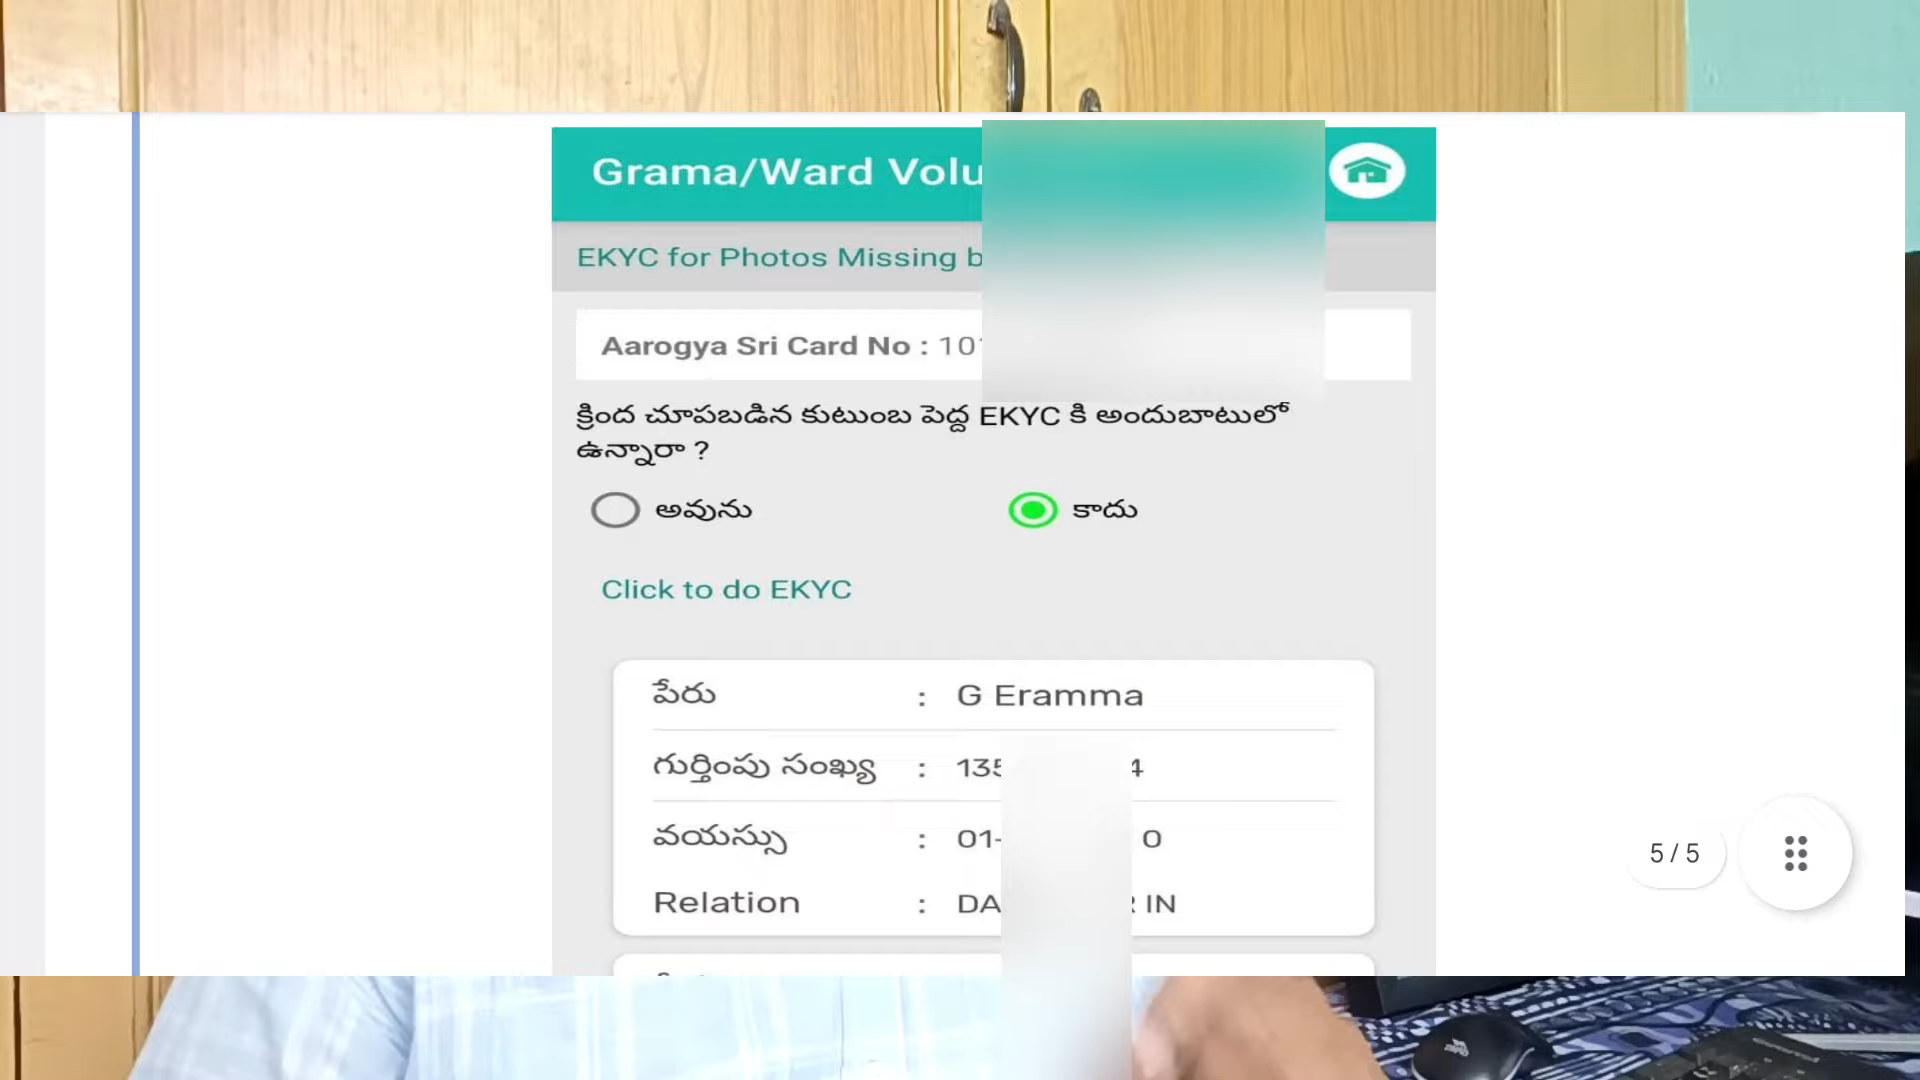 Grama/Ward
EKYC for Photos Missing
Aarogya Sri Card No : 10
క్రింద చూపబడిన కుటుంబ పెద్ద EKYC కి అందుబాటులో
ఉన్నారా ?
అవును కాదు
Click to do EKYC
పేరు : G Eramma
గుర్తింపు సంఖ్య : 135 4
వయస్సు : 01- 0
Relation : DA R IN
5 / 5